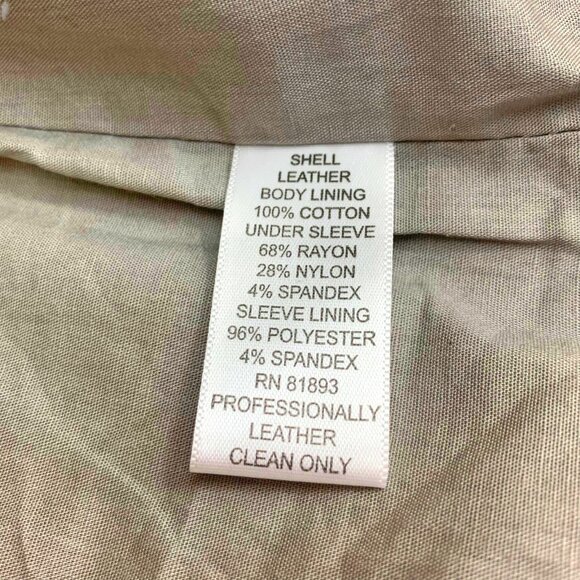 SHELL
LEATHER
BODY LINING
100% COTTON
UNDER SLEEVE
68% RAYON
28% NYLON
4% SPANDEX
SLEEVE LINING
96% POLYESTER
4% SPANDEX
RN 81893
PROFESSIONALLY
LEATHER
CLEAN ONLY